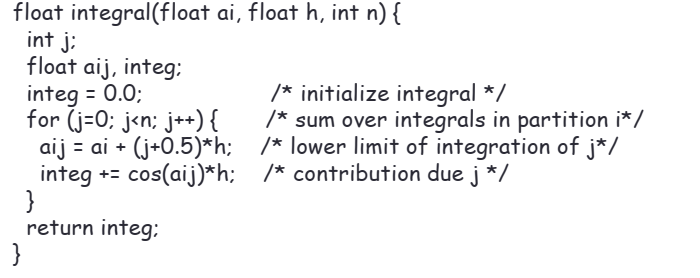 float integral(float ai, float h, int n) {
int j;
float aij, integ;
integ = 0.0; /* initialize integral */
for (j=0; j<n; j++) { /* sum over integrals in partition i*/
aij = ai + (j+0.5)*h; /* lower limit of integration of j*/
integ += cos(aij)*h; /* contribution due j */
}
return integ;
}